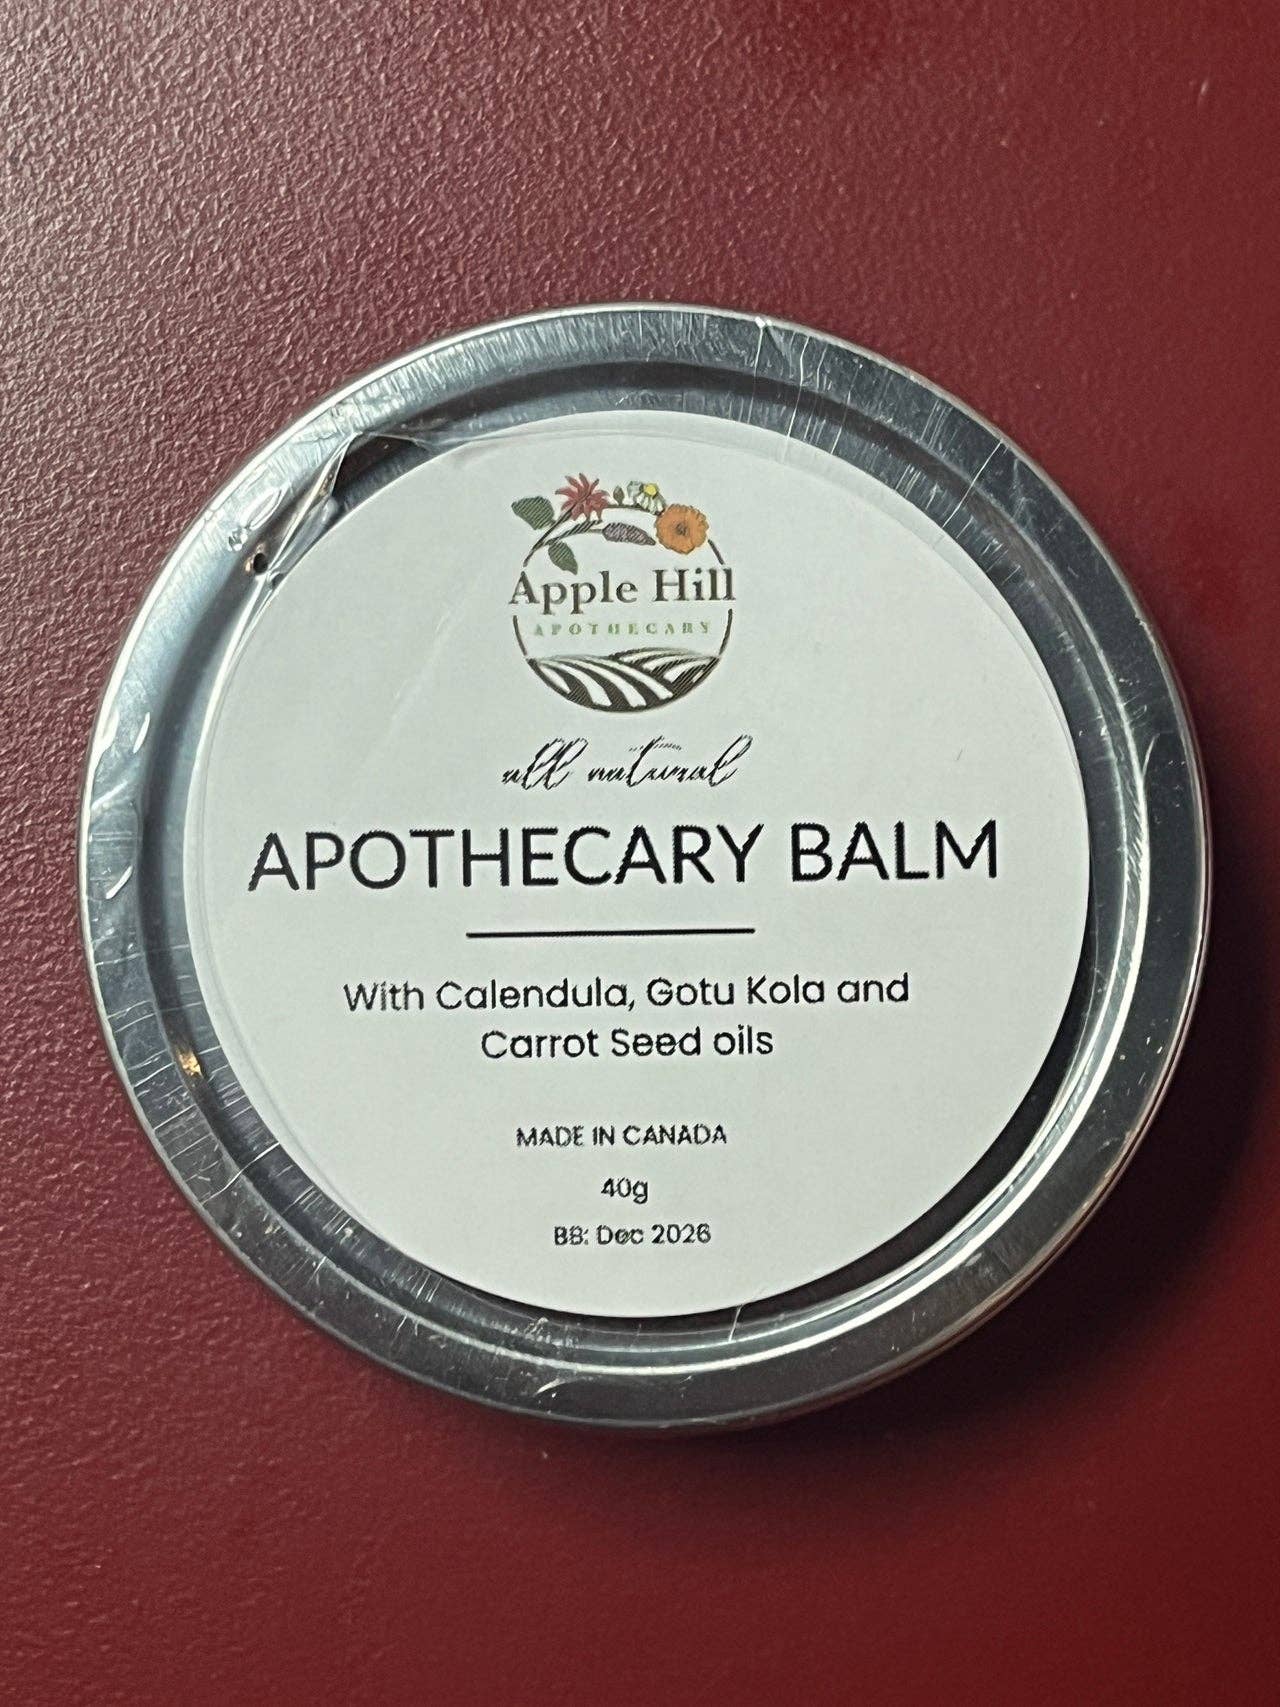 Apple Hill
APOTHECARY
all natural
APOTHECARY BALM
With Calendula, Gotu Kola and
Carrot Seed oils
MADE IN CANADA
40g
BB: Dec 2026